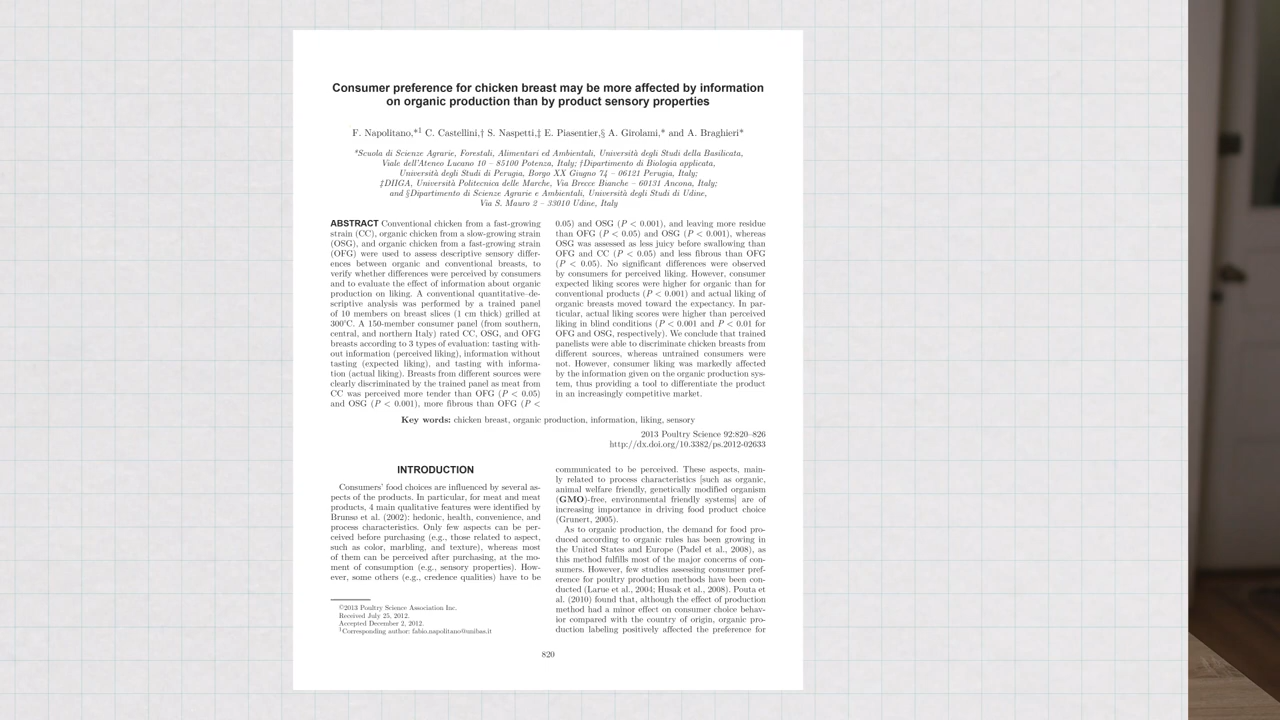 Consumer preference for chicken breast may be more affected by information
on organic production than by product sensory properties
F. Napolitano,*1 C. Castellini,† S. Naspetti,‡ E. Piasentier,§ A. Girolami,* and A. Braghieri*
*Scuola di Scienze Agrarie, Forestali, Alimentari ed Ambientali, Università degli Studi della Basilicata,
Viale dell'Ateneo Lucano 10 – 85100 Potenza, Italy; †Dipartimento di Biologia applicata,
Università degli Studi di Perugia, Borgo XX Giugno 74 – 06121 Perugia, Italy;
‡DIIGA, Università Politecnica delle Marche, Via Brecce Bianche – 60131 Ancona, Italy;
and §Dipartimento di Scienze Agrarie e Ambientali, Università degli Studi di Udine,
Via S. Mauro 2 – 33010 Udine, Italy
ABSTRACT Conventional chicken from a fast-growing
strain (CC), organic chicken from a slow-growing strain
(OSG), and organic chicken from a fast-growing strain
(OFG) were used to assess descriptive sensory differ-
ences between organic and conventional breasts, to
verify whether differences were perceived by consumers
and to evaluate the effect of information about organic
production on liking. A conventional quantitative–de-
scriptive analysis was performed by a trained panel
of 10 members on breast slices (1 cm thick) grilled at
300°C. A 150-member consumer panel (from southern,
central, and northern Italy) rated CC, OSG, and OFG
breasts according to 3 types of evaluation: tasting with-
out information (perceived liking), information without
tasting (expected liking), and tasting with informa-
tion (actual liking). Breasts from different sources were
clearly discriminated by the trained panel as meat from
CC was perceived more tender than OFG (P < 0.05)
and OSG (P < 0.001), more fibrous than OFG (P <
0.05) and OSG (P < 0.001), and leaving more residue
than OFG (P < 0.05) and OSG (P < 0.001), whereas
OSG was assessed as less juicy before swallowing than
OFG and CC (P < 0.05) and less fibrous than OFG
(P < 0.05). No significant differences were observed
by consumers for perceived liking. However, consumer
expected liking scores were higher for organic than for
conventional products (P < 0.001) and actual liking of
organic breasts moved toward the expectancy. In par-
ticular, actual liking scores were higher than perceived
liking in blind conditions (P < 0.001 and P < 0.01 for
OFG and OSG, respectively). We conclude that trained
panelists were able to discriminate chicken breasts from
different sources, whereas untrained consumers were
not. However, consumer liking was markedly affected
by the information given on the organic production sys-
tem, thus providing a tool to differentiate the product
in an increasingly competitive market.
Key words: chicken breast, organic production, information, liking, sensory
2013 Poultry Science 92:820–826
http://dx.doi.org/10.3382/ps.2012-02633
INTRODUCTION
Consumers' food choices are influenced by several as-
pects of the products. In particular, for meat and meat
products, 4 main qualitative features were identified by
Brunsø et al. (2002): hedonic, health, convenience, and
process characteristics. Only few aspects can be per-
ceived before purchasing (e.g., those related to aspect,
such as color, marbling, and texture), whereas most
of them can be perceived after purchasing, at the mo-
ment of consumption (e.g., sensory properties). How-
ever, some others (e.g., credence qualities) have to be
communicated to be perceived. These aspects, main-
ly related to process characteristics [such as organic,
animal welfare friendly, genetically modified organism
(GMO)-free, environmental friendly systems] are of
increasing importance in driving food product choice
(Grunert, 2005).
As to organic production, the demand for food pro-
duced according to organic rules has been growing in
the United States and Europe (Padel et al., 2008), as
this method fulfills most of the major concerns of con-
sumers. However, few studies assessing consumer pref-
erence for poultry production methods have been con-
ducted (Larue et al., 2004; Husak et al., 2008). Pouta et
al. (2010) found that, although the effect of production
method had a minor effect on consumer choice behav-
ior compared with the country of origin, organic pro-
duction labeling positively affected the preference for
©2013 Poultry Science Association Inc.
Received July 25, 2012.
Accepted December 2, 2012.
1Corresponding author: fabio.napolitano@unibas.it
820